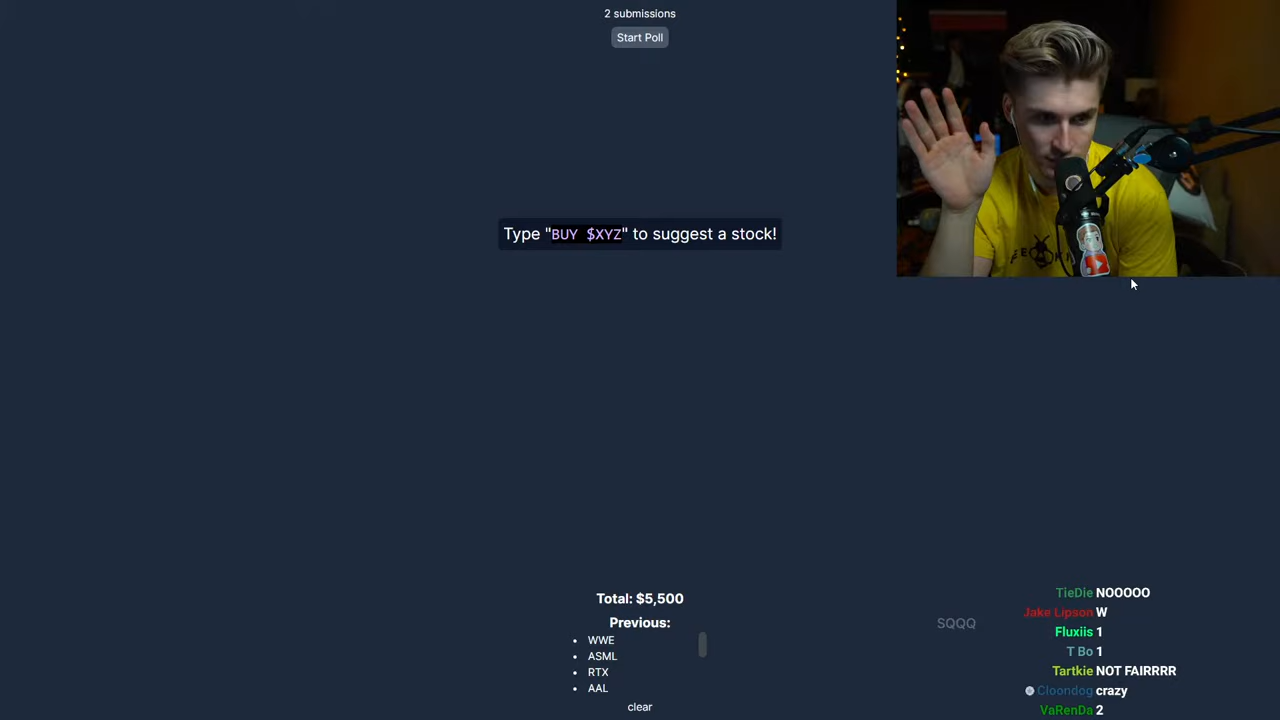 2 submissions
Start Poll
Type "BUY $XYZ" to suggest a stock!
Total: $5,500
Previous:
WWE
ASML
RTX
AAL
clear
SQQQ
TieDie NOOOOO
Jake Lipson W
Fluxiis 1
T Bo 1
Tartkie NOT FAIRRRR
Cloondog crazy
VaRenDa 2